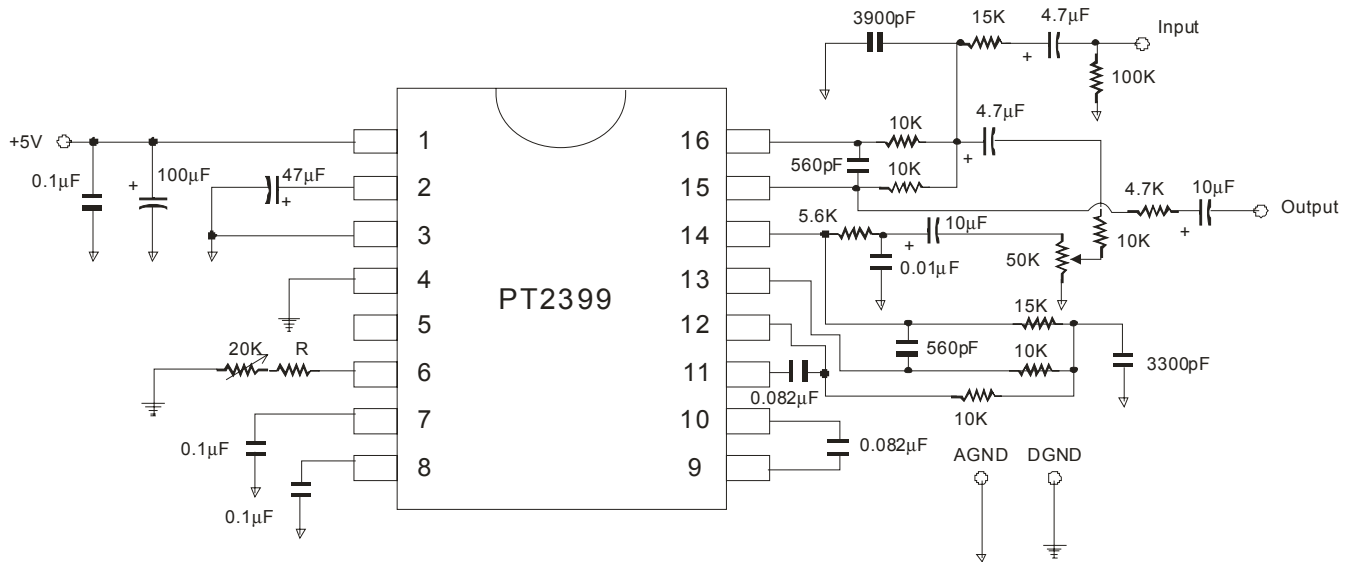 3900pF
15K
4.7µF
Input
100K
+
+5V
0.1µF
100µF
+
47µF
+
1
2
3
4
5
6
7
8
PT2399
16
15
14
13
12
11
10
9
10K
4.7µF
+
560pF
10K
5.6K
10µF
+
0.01µF
50K
10K
4.7K
10µF
+
Output
15K
560pF
10K
3300pF
10K
0.082µF
0.082µF
20K
R
0.1µF
0.1µF
AGND
DGND